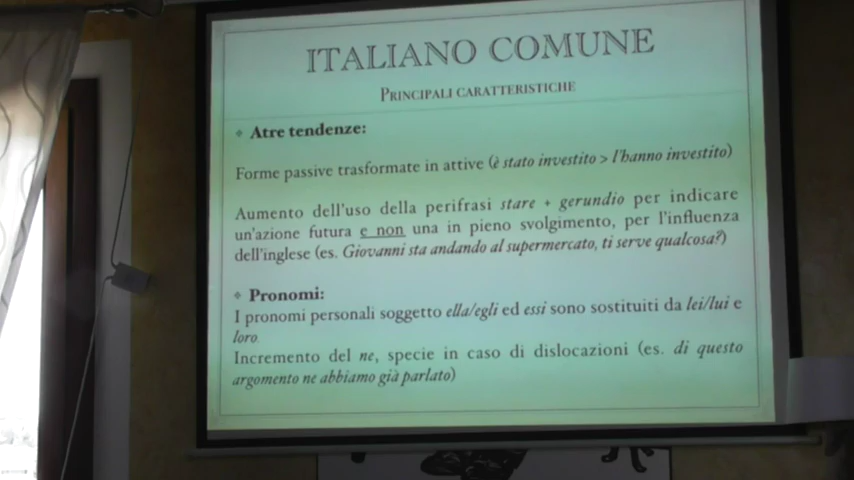 ITALIANO COMUNE
PRINCIPALI CARATTERISTICHE
Atre tendenze:
Forme passive trasformate in attive (è stato investito > l'hanno investito)
Aumento dell'uso della perifrasi stare + gerundio per indicare
un'azione futura e non una in pieno svolgimento, per l'influenza
dell'inglese (es. Giovanni sta andando al supermercato, ti serve qualcosa?)
Pronomi:
I pronomi personali soggetto ella/egli ed essi sono sostituiti da lei/lui e
loro
Incremento del ne, specie in caso di dislocazioni (es. di questo
argomento ne abbiamo già parlato)